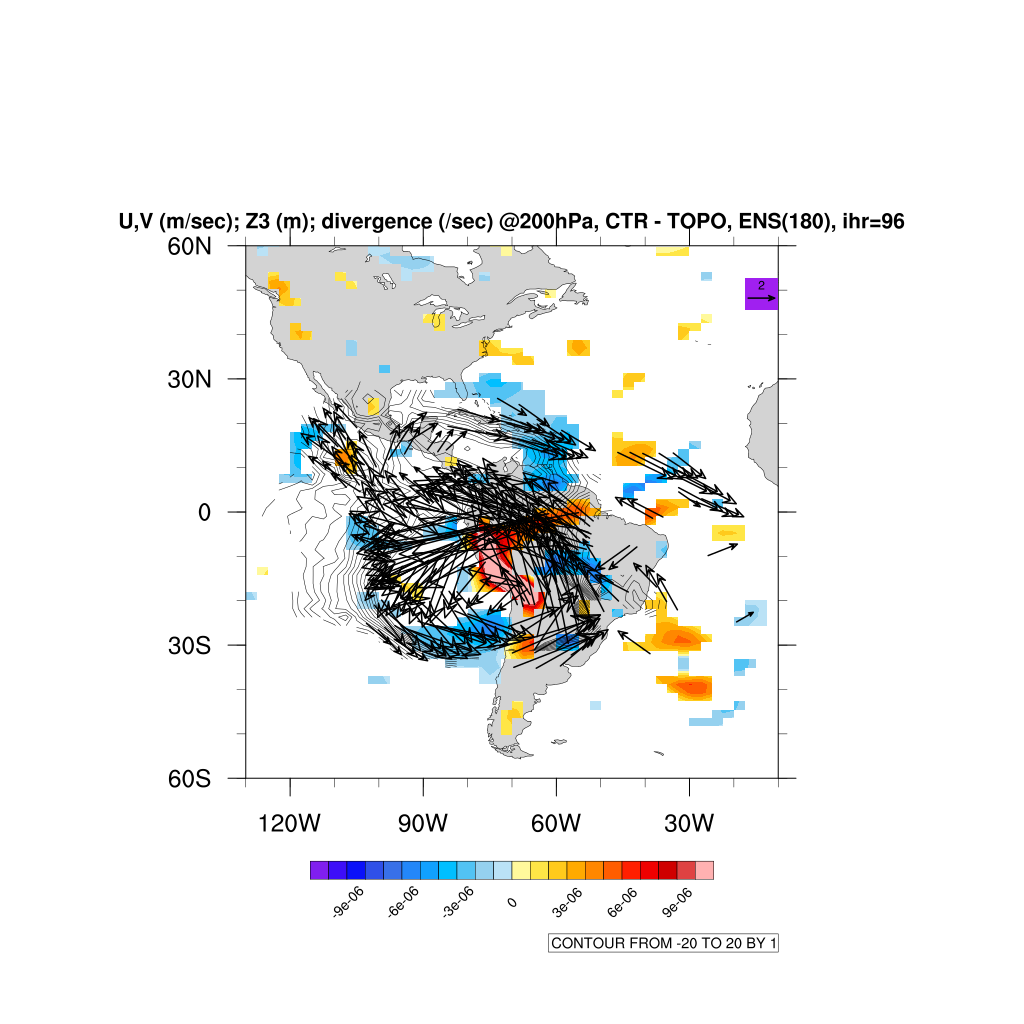 U,V (m/sec); Z3 (m); divergence (/sec) @200hPa, CTR - TOPO, ENS(180), ihr=96
60N
2
30N
0
30S
60S
120W 90W 60W 30W
-9e-06 -6e-06 -3e-06 0 3e-06 6e-06 9e-06
CONTOUR FROM -20 TO 20 BY 1